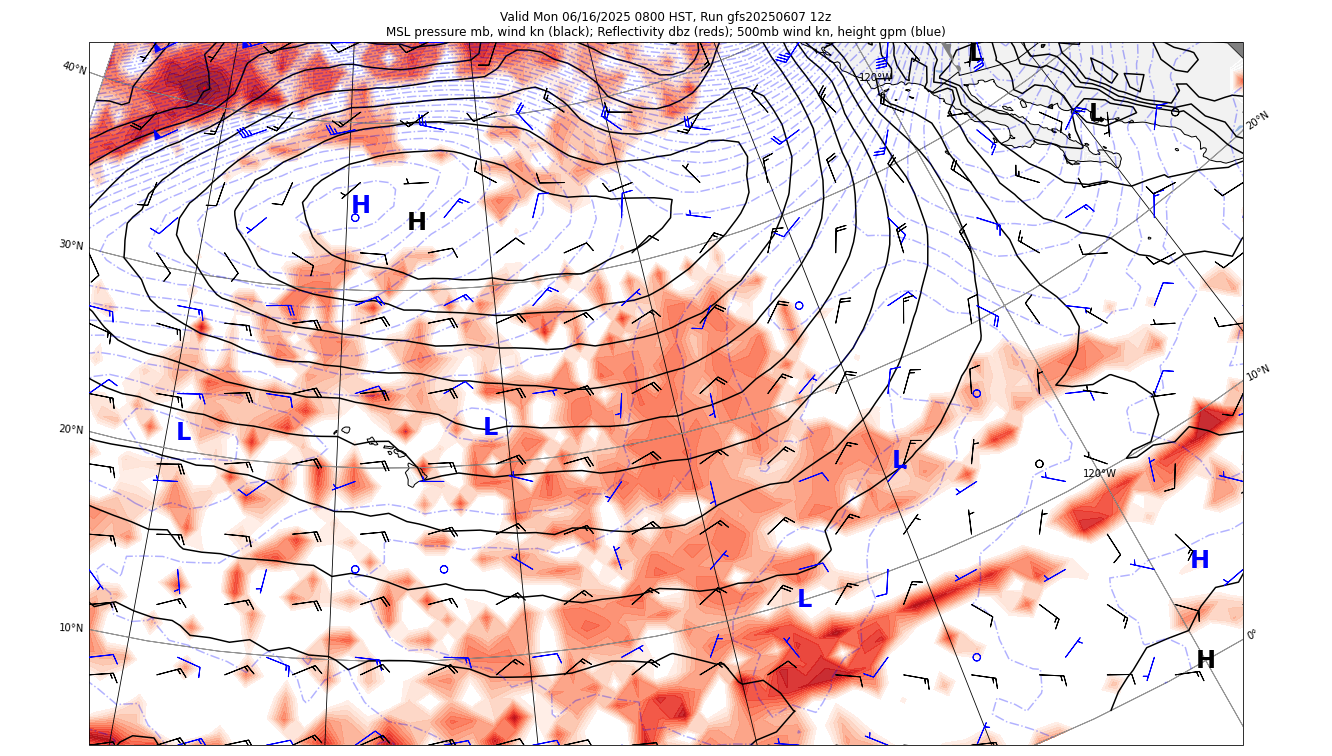 Valid Mon 06/16/2025 0800 HST, Run gfs20250607 12z
MSL pressure mb, wind kn (black); Reflectivity dbz (reds); 500mb wind kn, height gpm (blue)
L
40°N
120°W
L
20°N
H
H
30°N
10°N
20°N
L
L
L
120°W
H
L
10°N
0°
H